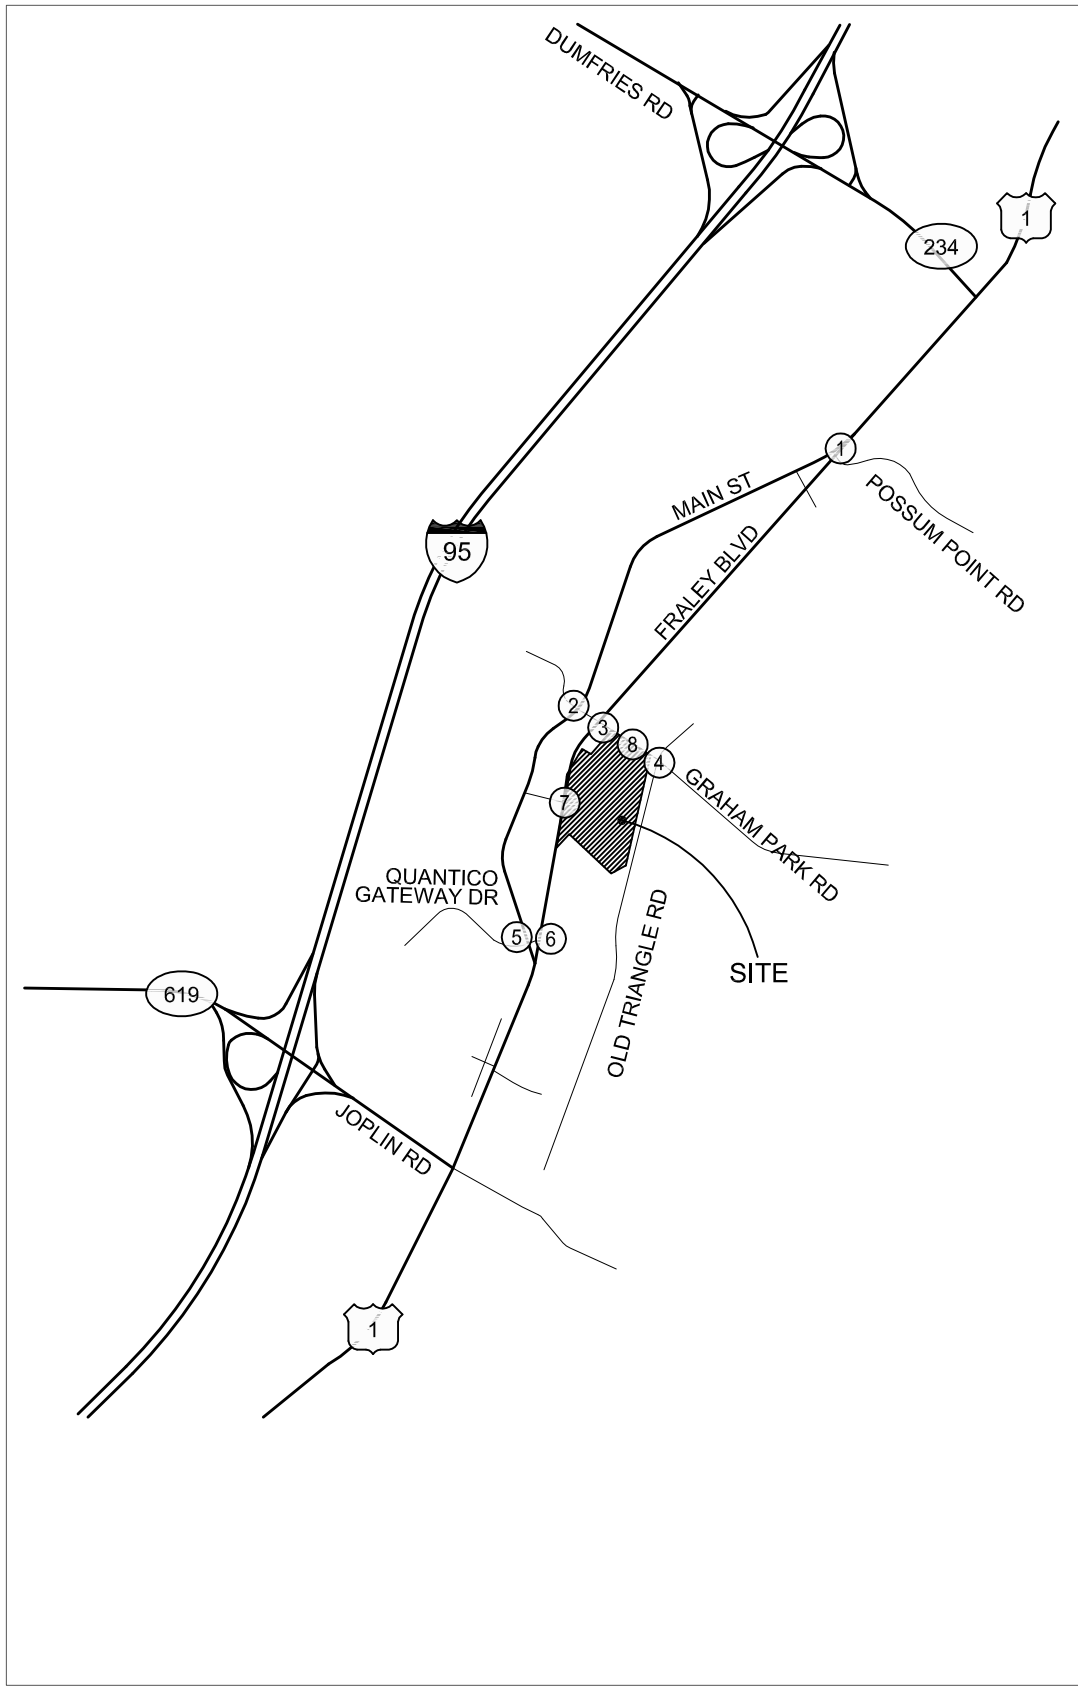 DUMFRIES RD
1
234
1
MAIN ST
POSSUM POINT RD
95
FRALEY BLVD
2
3
8
4
7
GRAHAM PARK RD
QUANTICO
GATEWAY DR
5
6
OLD TRIANGLE RD
SITE
619
JOPLIN RD
1